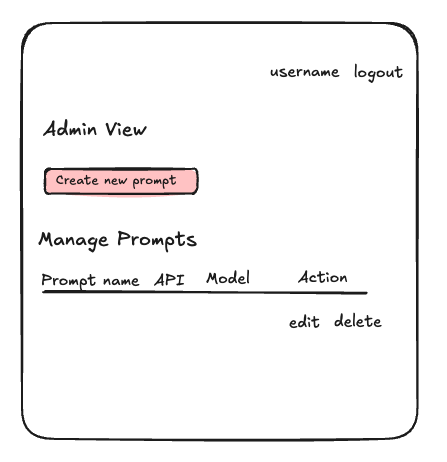 username logout
Admin View
Create new prompt
Manage Prompts
Prompt name API Model Action
edit delete